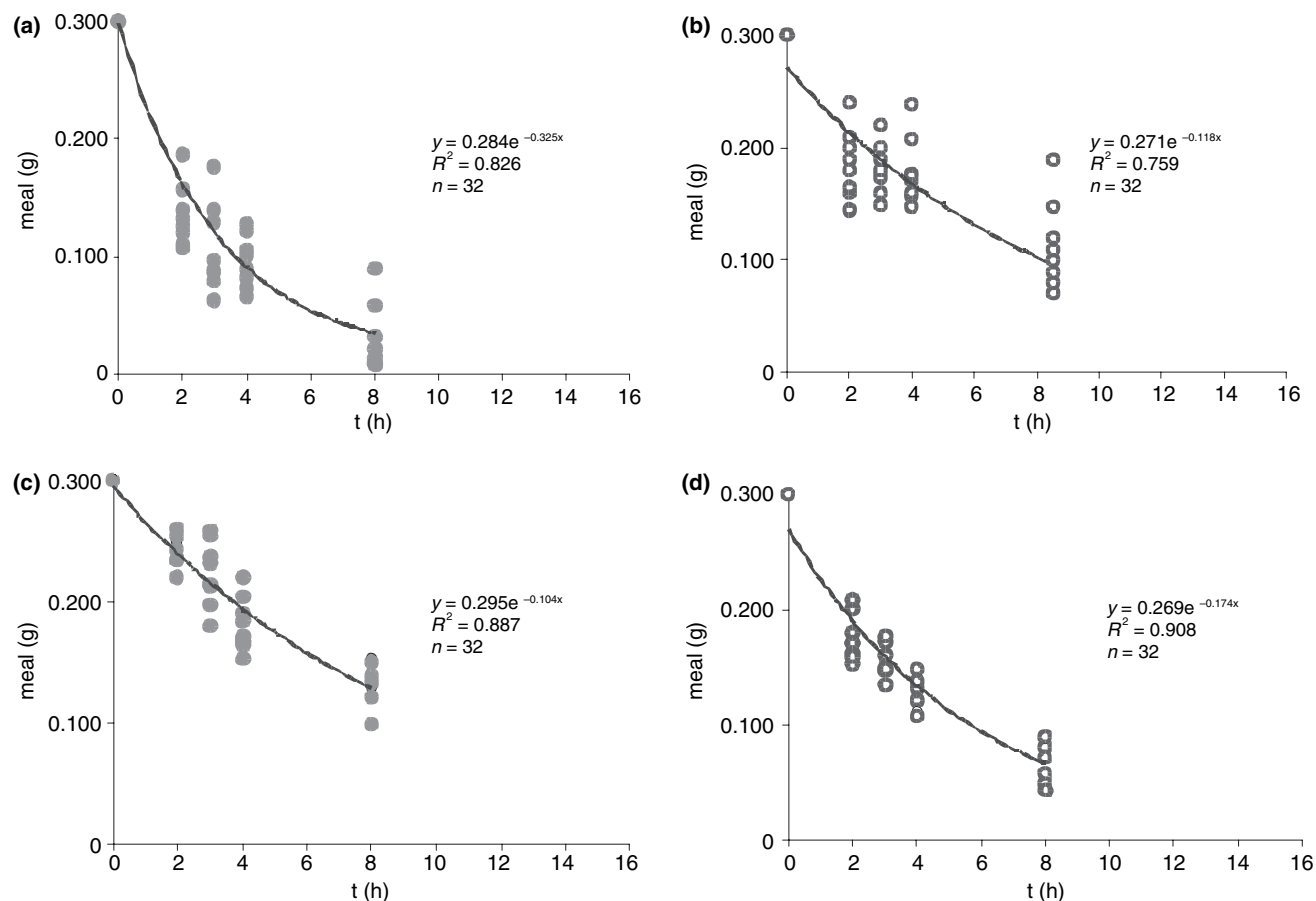 (a)
0.300
0.200
0.100
0
meal (g)
y = 0.284e −0.325x
R² = 0.826
n = 32
0 2 4 6 8 10 12 14 16
t (h)
(b)
0.300
0.200
0.100
0
meal (g)
y = 0.271e −0.118x
R² = 0.759
n = 32
0 2 4 6 8 10 12 14 16
t (h)
(c)
0.300
0.200
0.100
0
meal (g)
y = 0.295e −0.104x
R² = 0.887
n = 32
0 2 4 6 8 10 12 14 16
t (h)
(d)
0.300
0.200
0.100
0
meal (g)
y = 0.269e −0.174x
R² = 0.908
n = 32
0 2 4 6 8 10 12 14 16
t (h)